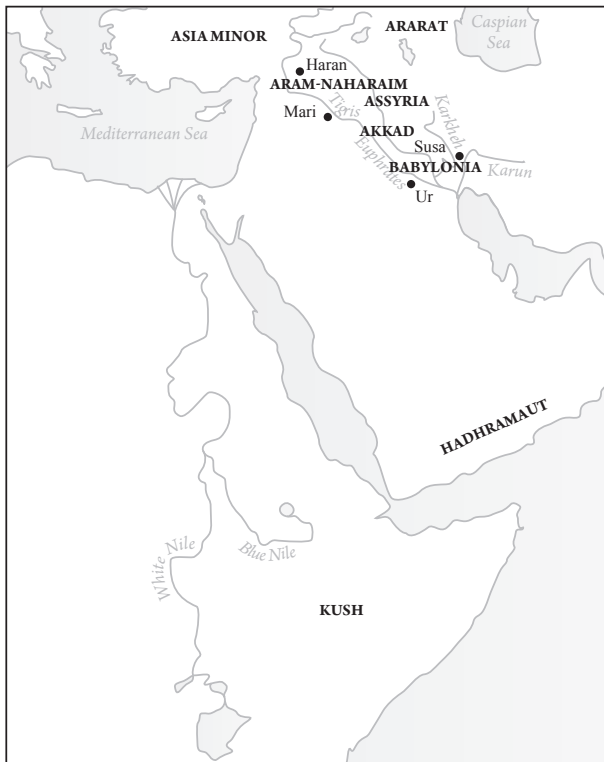 ASIA MINOR
ARARAT
Caspian
Sea
Haran
ARAM-NAHARAIM
ASSYRIA
Mari
Tigris
AKKAD
Karkheh
Mediterranean Sea
Susa
Euphrates
BABYLONIA
Karun
Ur
HADHRAMAUT
White Nile
Blue Nile
KUSH